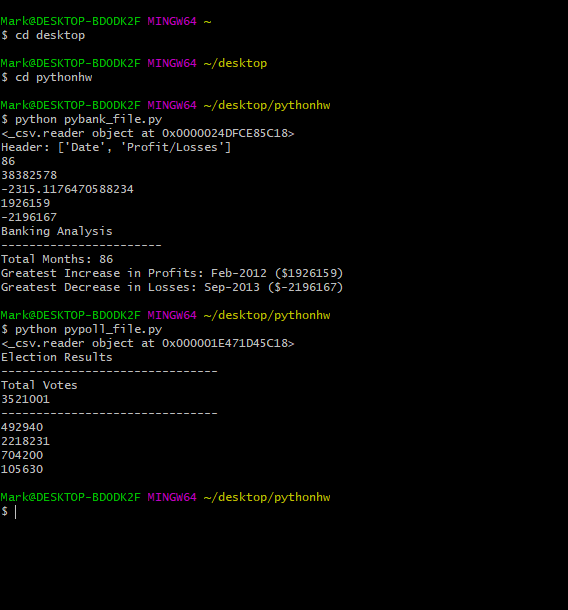 Mark@DESKTOP-BDODK2F MINGW64 ~
$ cd desktop
Mark@DESKTOP-BDODK2F MINGW64 ~/desktop
$ cd pythonhw
Mark@DESKTOP-BDODK2F MINGW64 ~/desktop/pythonhw
$ python pybank_file.py
<_csv.reader object at 0x0000024DFCE85C18>
Header: ['Date', 'Profit/Losses']
86
38382578
-2315.1176470588234
1926159
-2196167
Banking Analysis
-----------------------
Total Months: 86
Greatest Increase in Profits: Feb-2012 ($1926159)
Greatest Decrease in Losses: Sep-2013 ($-2196167)
Mark@DESKTOP-BDODK2F MINGW64 ~/desktop/pythonhw
$ python pypoll_file.py
<_csv.reader object at 0x000001E471D45C18>
Election Results
-------------------------------
Total Votes
3521001
-------------------------------
492940
2218231
704200
105630
Mark@DESKTOP-BDODK2F MINGW64 ~/desktop/pythonhw
$